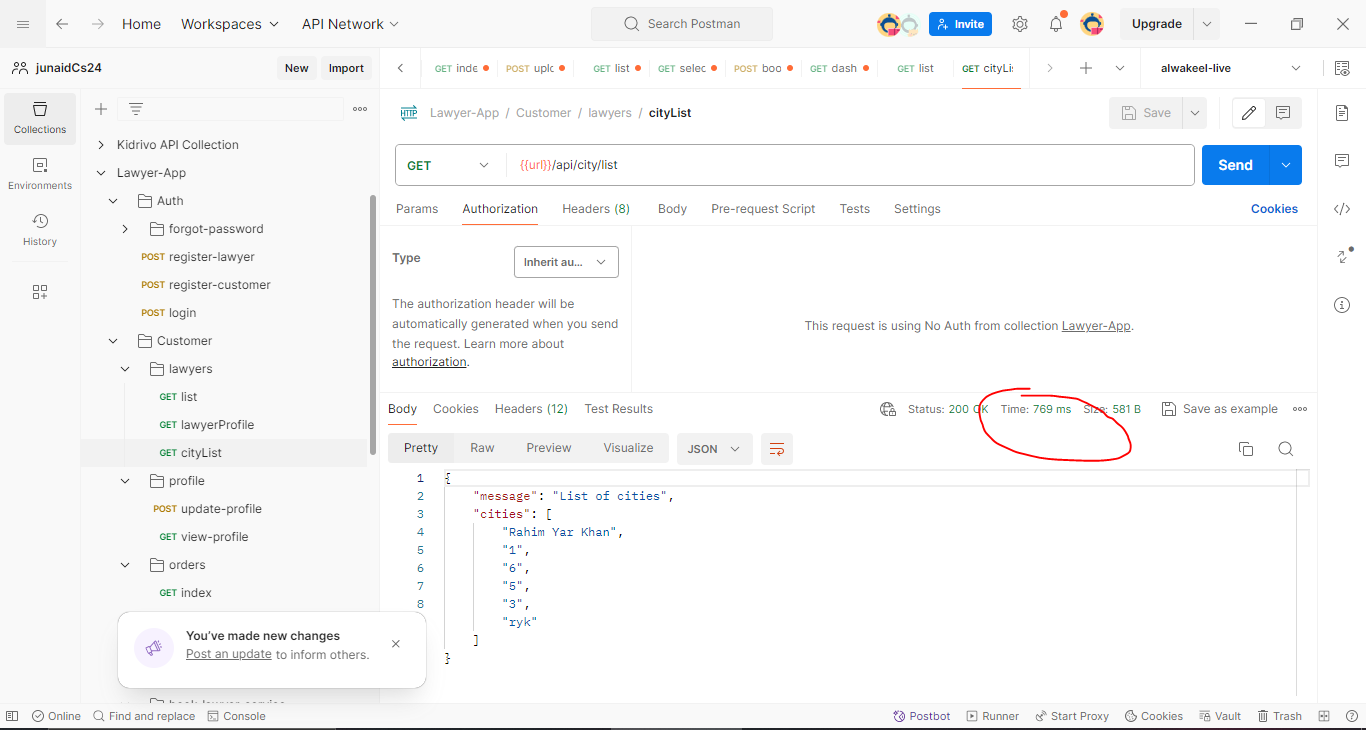 Home Workspaces API Network Search Postman Invite Upgrade
junaidCs24 New Import GET inde POST uplc GET list GET selec POST boo GET dash GET list GET cityLi alwakeel-live
Collections
Environments
History
Kidrivo API Collection
Lawyer-App
Auth
forgot-password
POST register-lawyer
POST register-customer
POST login
Customer
lawyers
GET list
GET lawyerProfile
GET cityList
profile
POST update-profile
GET view-profile
orders
GET index
You've made new changes
Post an update to inform others.
HTTP Lawyer-App / Customer / lawyers / cityList Save
GET {{url}}/api/city/list Send
Params Authorization Headers (8) Body Pre-request Script Tests Settings Cookies
Type Inherit au...
The authorization header will be
automatically generated when you send
the request. Learn more about
authorization.
This request is using No Auth from collection Lawyer-App.
Body Cookies Headers (12) Test Results Status: 200 OK Time: 769 ms Size: 581 B Save as example
Pretty Raw Preview Visualize JSON
1 {
2 "message": "List of cities",
3 "cities": [
4 "Rahim Yar Khan",
5 "1",
6 "6",
7 "5",
8 "3",
"ryk"
]
}
Online Find and replace Console Postbot Runner Start Proxy Cookies Vault Trash